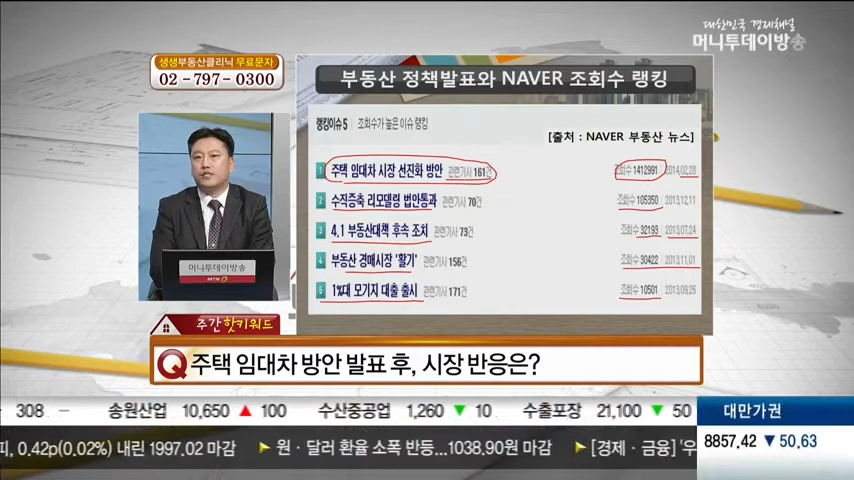 대한민국 경제채널
머니투데이방송
생생부동산클리닉 무료문자
02-797-0300
부동산 정책발표와 NAVER 조회수 랭킹
랭킹이슈 5 | 조회수가 높은 이슈 랭킹
[출처 : NAVER 부동산 뉴스]
1 주택 임대차 시장 선진화 방안 관련기사 161건 조회수 1412991 2014.02.28
2 수직증축 리모델링 법안통과 관련기사 70건 조회수 105350 2013.12.11
3 4.1 부동산대책 후속 조치 관련기사 73건 조회수 32193 2013.07.24
4 부동산 경매시장 '활기' 관련기사 156건 조회수 30422 2013.11.01
5 1%대 모기지 대출 출시 관련기사 171건 조회수 10501 2013.09.26
머니투데이방송
MTN
주간 핫키워드
Q 주택 임대차 방안 발표 후, 시장 반응은?
308 – 송원산업 10,650 ▲ 100 수산중공업 1,260 ▼ 10 수출포장 21,100 ▼ 50
대만가권
8857.42 ▼ 50.63
피, 0.42p(0.02%) 내린 1997.02 마감 ▶ 원·달러 환율 소폭 반등...1038.90원 마감 ▶ [경제·금융] '우